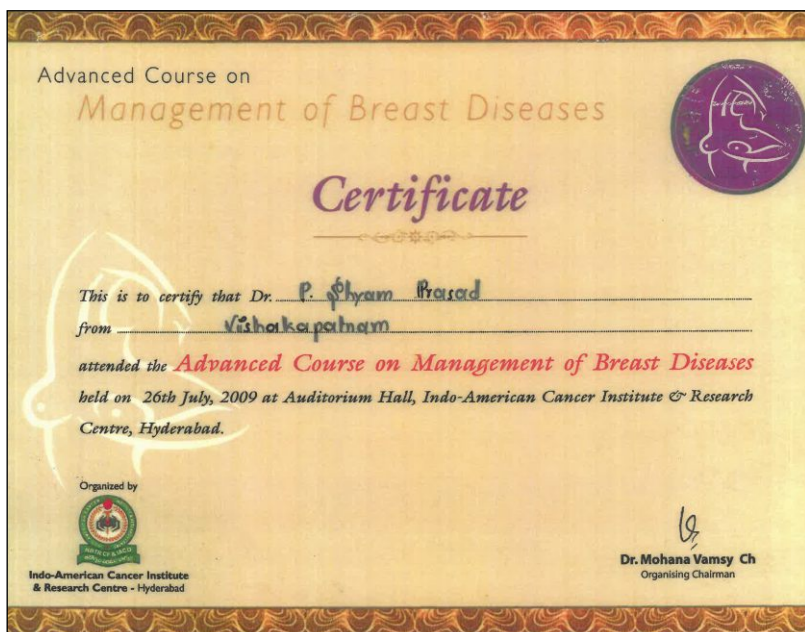 Advanced Course on
Management of Breast Diseases
Certificate
This is to certify that Dr. P. Shyam Prasad
from Vishakapatnam
attended the Advanced Course on Management of Breast Diseases
held on 26th July, 2009 at Auditorium Hall, Indo-American Cancer Institute & Research
Centre, Hyderabad.
Organized by
Indo-American Cancer Institute
& Research Centre - Hyderabad
Dr. Mohana Vamsy Ch
Organising Chairman